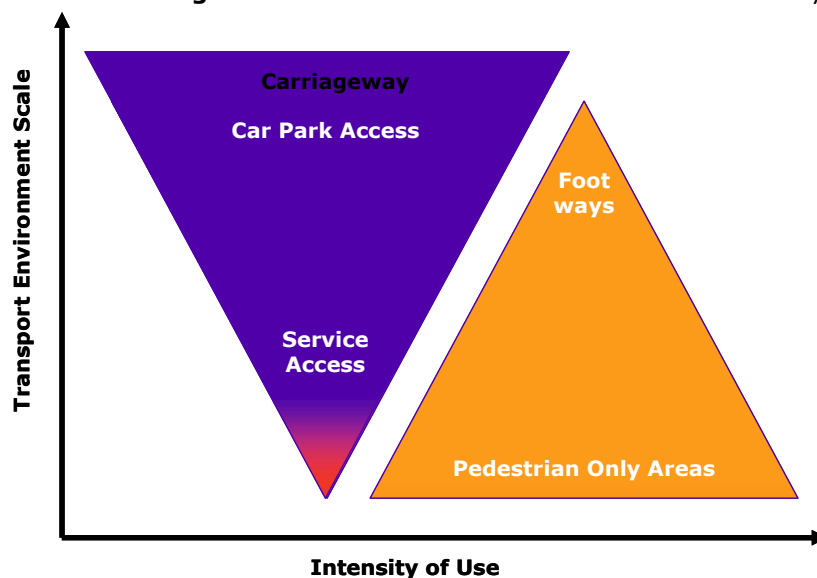 Carriageway
Car Park Access
Foot
ways
Service
Access
Pedestrian Only Areas
Transport Environment Scale
Intensity of Use